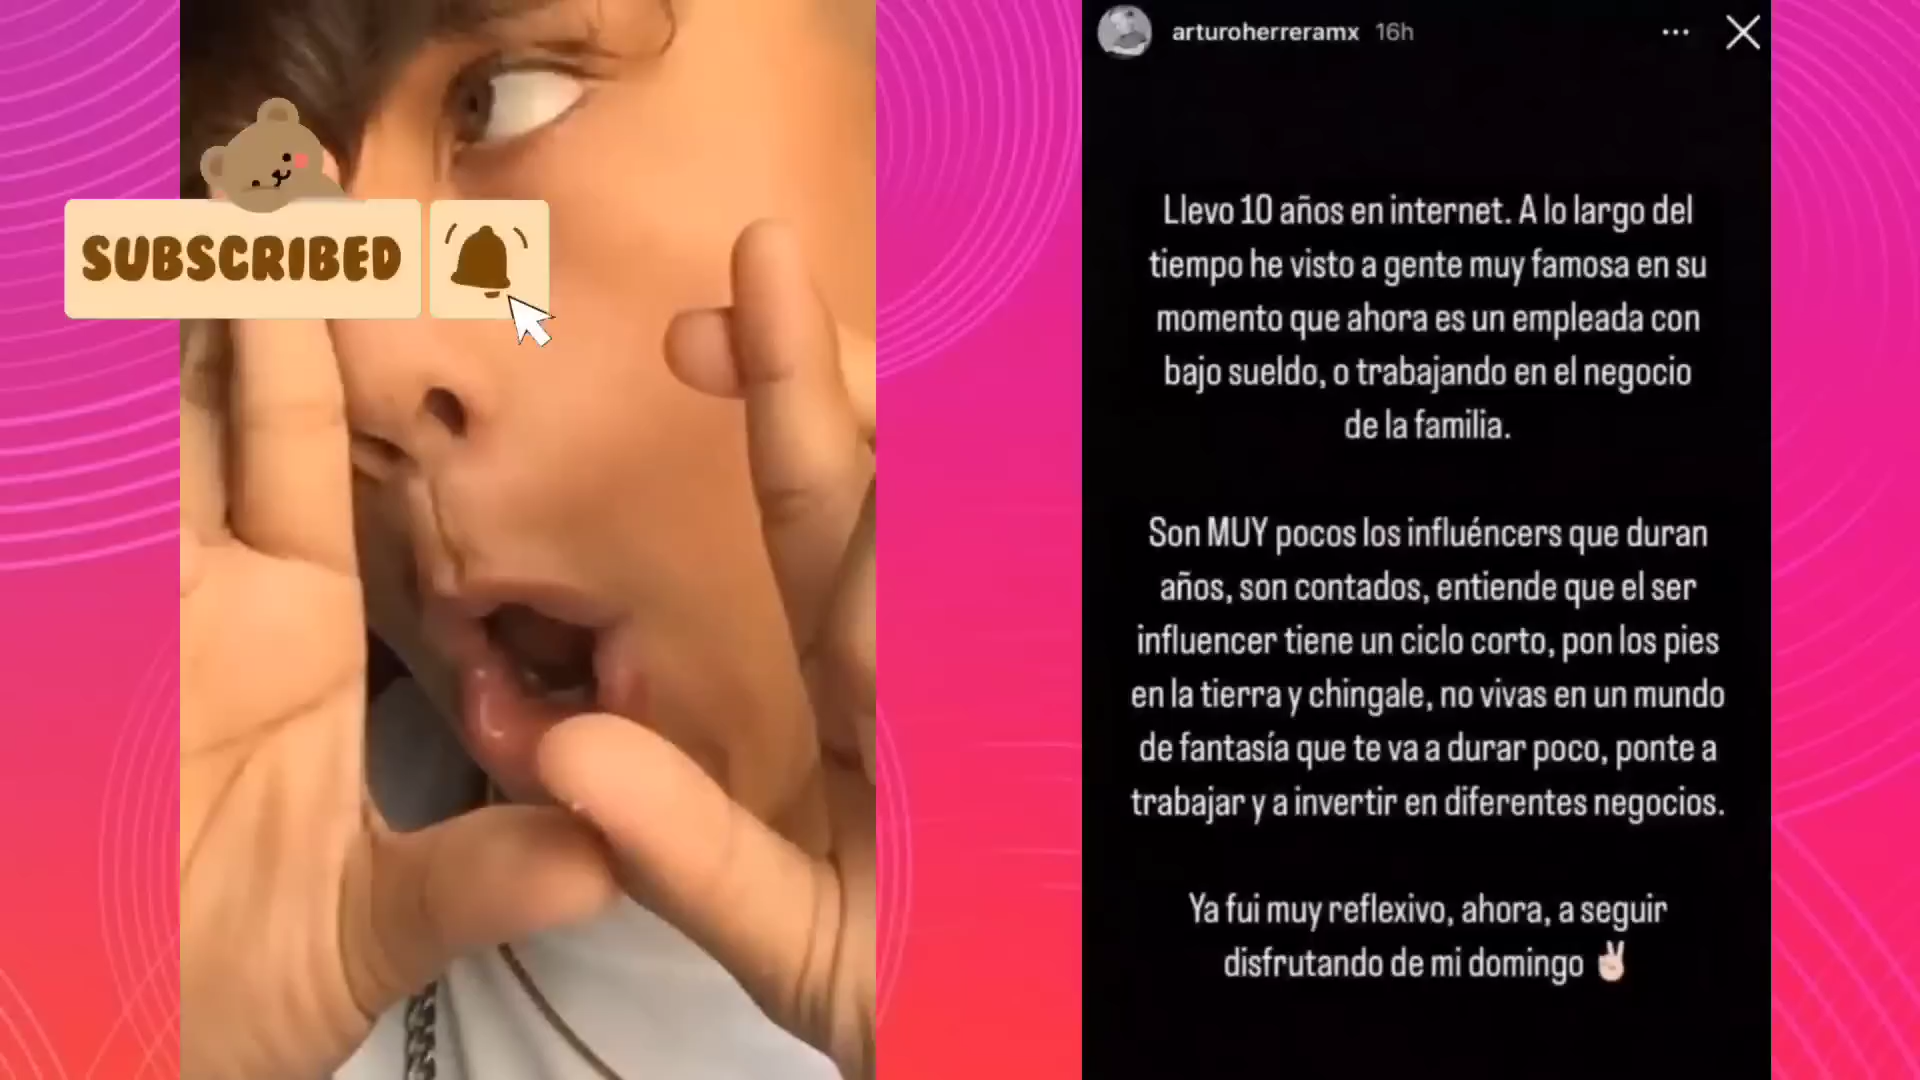 SUBSCRIBED
arturoherreramx 16h
Llevo 10 años en internet. A lo largo del
tiempo he visto a gente muy famosa en su
momento que ahora es un empleada con
bajo sueldo, o trabajando en el negocio
de la familia.
Son MUY pocos los influéncers que duran
años, son contados, entiende que el ser
influencer tiene un ciclo corto, pon los pies
en la tierra y chingale, no vivas en un mundo
de fantasía que te va a durar poco, ponte a
trabajar y a invertir en diferentes negocios.
Ya fui muy reflexivo, ahora, a seguir
disfrutando de mi domingo ✌🏻